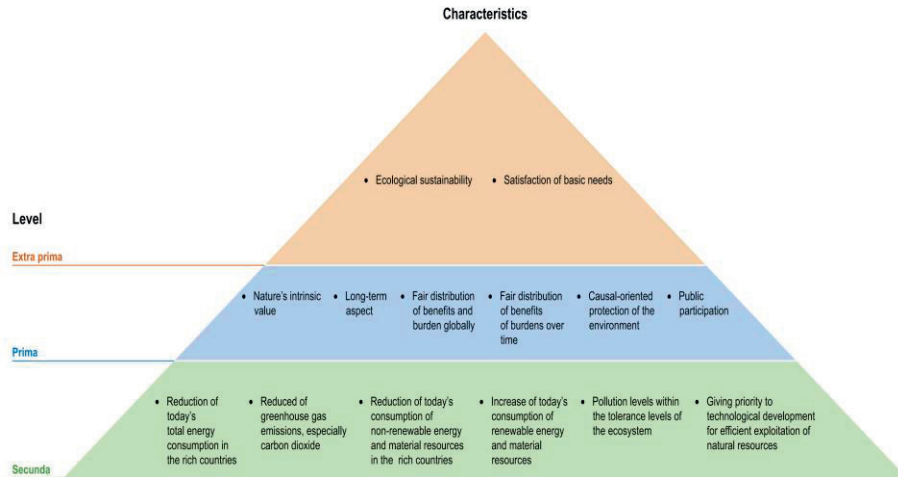 Characteristics
• Ecological sustainability
• Satisfaction of basic needs
Level
Extra prima
• Nature's intrinsic
value
• Long-term
aspect
• Fair distribution
of benefits and
burden globally
• Fair distribution
of benefits
of burdens over
time
• Causal-oriented
protection of the
environment
• Public
participation
Prima
• Reduction of
today's
total energy
consumption in
the rich countries
• Reduced of
greenhouse gas
emissions, especially
carbon dioxide
• Reduction of today's
consumption of
non-renewable energy
and material resources
in the rich countries
• Increase of today's
consumption of
renewable energy
and material
resources
• Pollution levels within
the tolerance levels of
the ecosystem
• Giving priority to
technological development
for efficient exploitation of
natural resources
Secunda